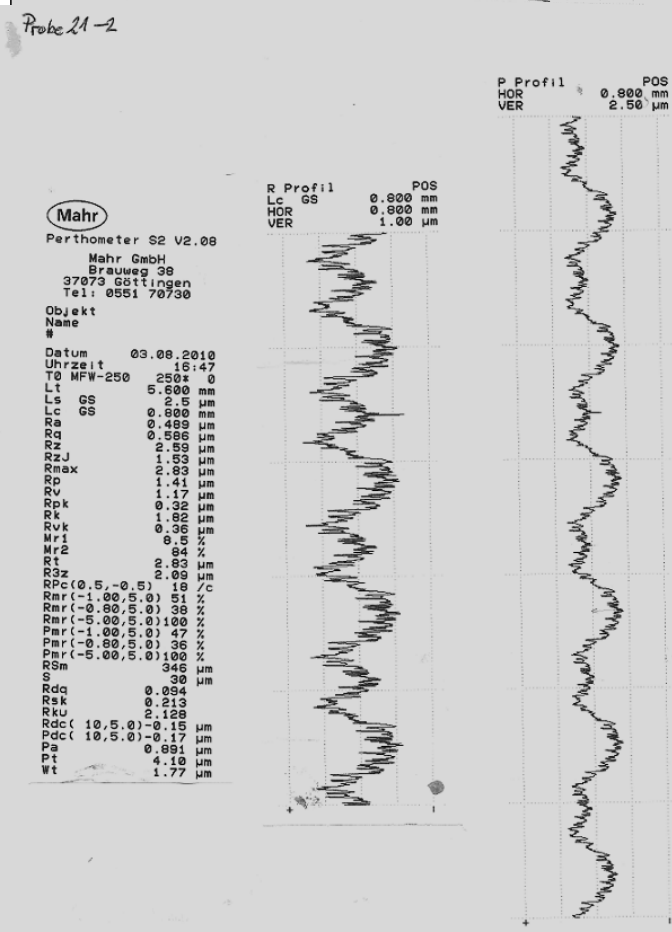 Probe 21-2
Mahr
Perthometer S2 V2.08
Mahr GmbH
Brauweg 38
37073 Göttingen
Tel: 0551 70730
Objekt
Name
#
Datum 03.08.2010
Uhrzeit 16:47
T0 MFW-250 250* 0
Lt 5.600 mm
Ls GS 2.5 µm
Lc GS 0.800 mm
Ra 0.489 µm
Rq 0.586 µm
Rz 2.59 µm
RzJ 1.53 µm
Rmax 2.83 µm
Rp 1.41 µm
Rv 1.17 µm
Rpk 0.32 µm
Rk 1.82 µm
Rvk 0.36 µm
Mr1 8.5 %
Mr2 84 %
Rt 2.83 µm
R3z 2.09 µm
RPc(0.5,-0.5) 18 /c
Rmr(-1.00,5.0) 51 %
Rmr(-0.80,5.0) 38 %
Rmr(-5.00,5.0)100 %
Pmr(-1.00,5.0) 47 %
Pmr(-0.80,5.0) 36 %
Pmr(-5.00,5.0)100 %
RSm 346 µm
S 30 µm
Rdq 0.094
Rsk 0.213
Rku 2.128
Rdc( 10,5.0)-0.15 µm
Pdc( 10,5.0)-0.17 µm
Pa 0.891 µm
Pt 4.10 µm
Wt 1.77 µm
R Profil POS
Lc GS 0.800 mm
HOR 0.800 mm
VER 1.00 µm
P Profil POS
HOR 0.800 mm
VER 2.50 µm